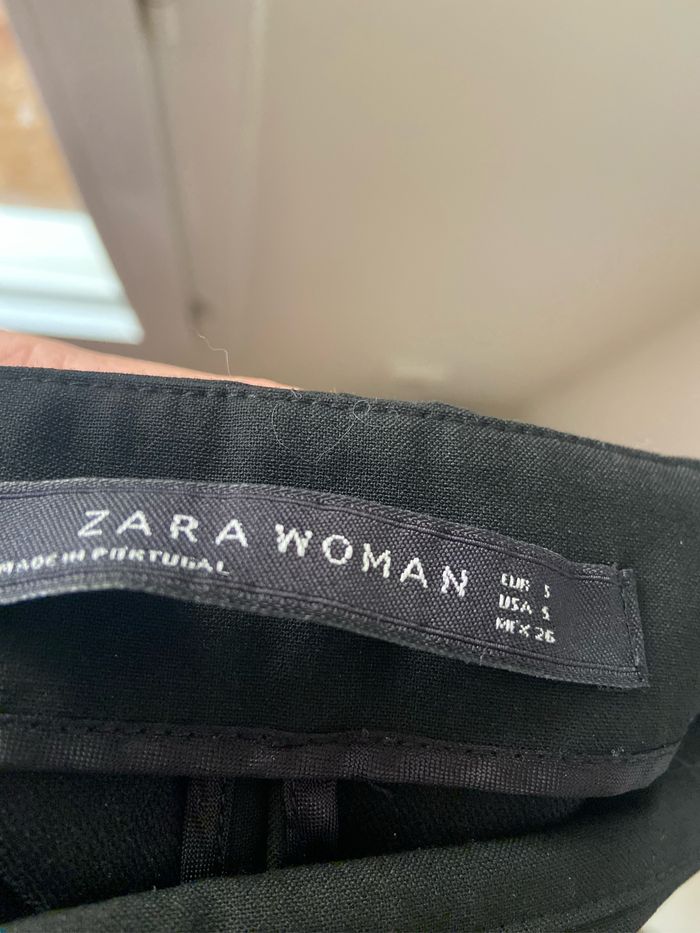 ZARA WOMAN
MADE IN PORTUGAL
EUR S
USA S
MEX 26